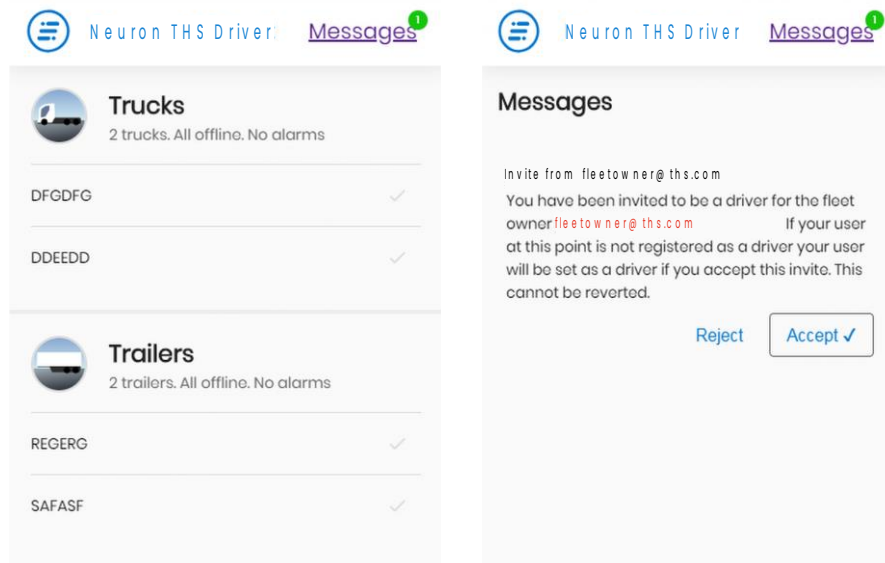 Neuron THS Driver
Messages
1
Trucks
2 trucks. All offline. No alarms
DFGDFG
DDEEDD
Trailers
2 trailers. All offline. No alarms
REGERG
SAFASF
Neuron THS Driver
Messages
1
Messages
Invite from fleetowner@ths.com
You have been invited to be a driver for the fleet
owner fleetowner@ths.com If your user
at this point is not registered as a driver your user
will be set as a driver if you accept this invite. This
cannot be reverted.
Reject
Accept ✓